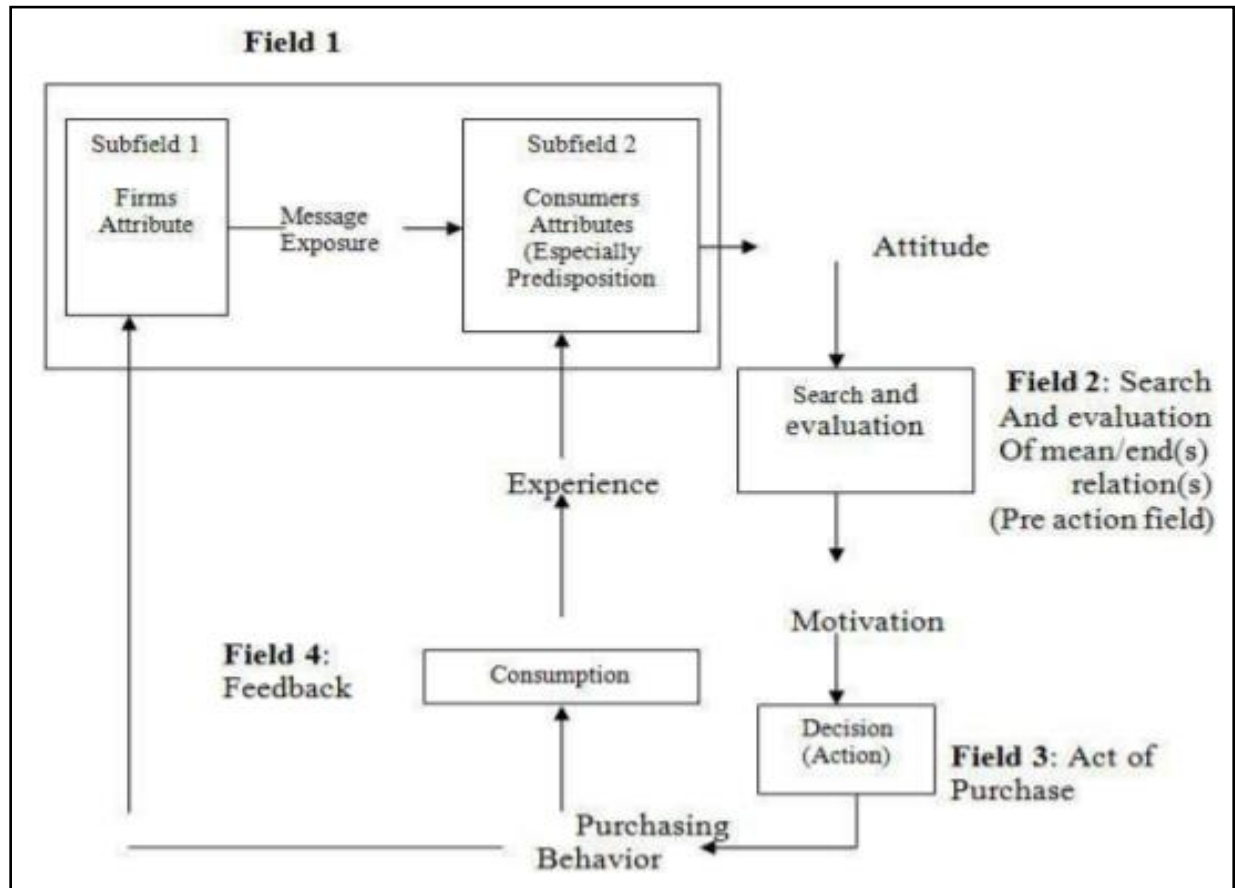 Field 1
Subfield 1
Firms
Attribute
Message
Exposure
Subfield 2
Consumers
Attributes
(Especially
Predisposition
Attitude
Search and
evaluation
Field 2: Search
And evaluation
Of mean/end(s)
relation(s)
(Pre action field)
Experience
Motivation
Field 4:
Feedback
Consumption
Decision
(Action)
Field 3: Act of
Purchase
Purchasing
Behavior